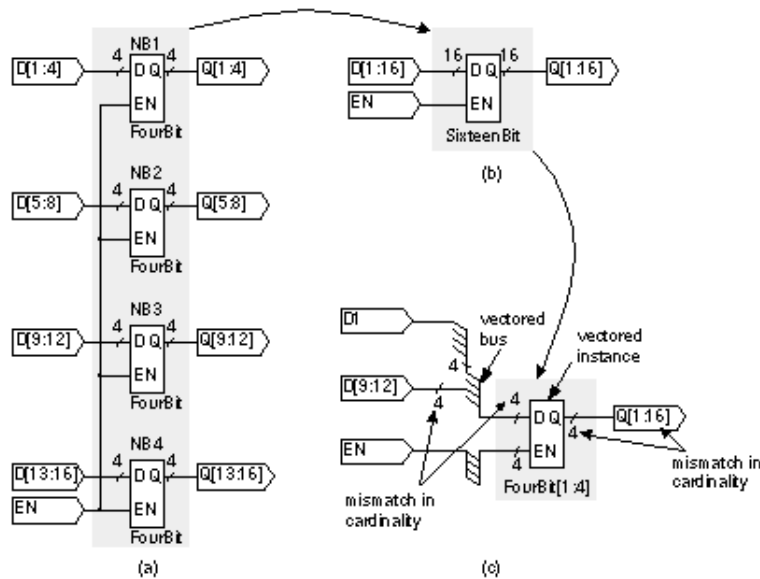 NB1
D[1:4] 4 D Q 4 Q[1:4]
EN
FourBit
NB2
D[5:8] 4 D Q 4 Q[5:8]
EN
FourBit
NB3
D[9:12] 4 D Q 4 Q[9:12]
EN
FourBit
NB4
D[13:16] 4 D Q 4 Q[13:16]
EN EN
FourBit
(a)
D[1:16] 16 D Q 16 Q[1:16]
EN EN
SixteenBit
(b)
D1
vectored
bus
vectored
instance
4
D[9:12] 4
4 D Q 4 Q[1:16]
EN 4 EN
FourBit[1:4]
mismatch in
cardinality
mismatch in
cardinality
(c)